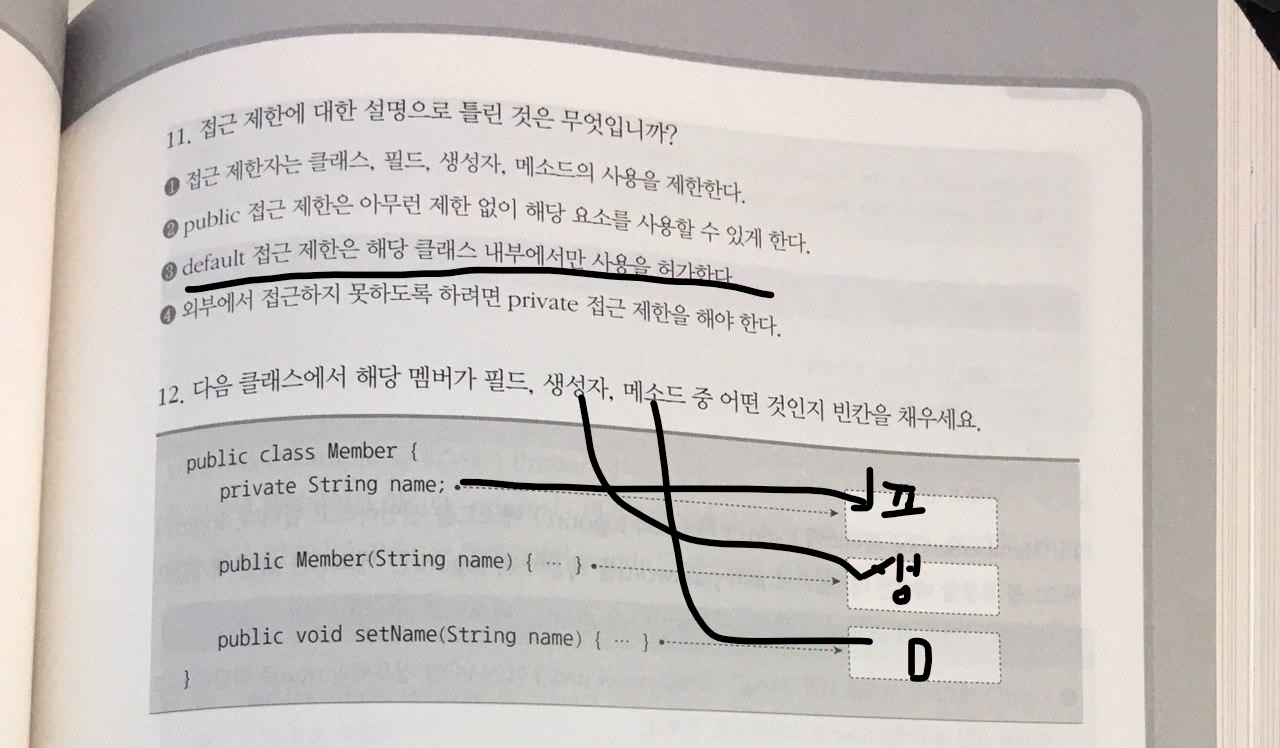 11. 접근 제한에 대한 설명으로 틀린 것은 무엇입니까?
❶ 접근 제한자는 클래스, 필드, 생성자, 메소드의 사용을 제한한다.
❷ public 접근 제한은 아무런 제한 없이 해당 요소를 사용할 수 있게 한다.
❸ default 접근 제한은 해당 클래스 내부에서만 사용을 허가한다.
❹ 외부에서 접근하지 못하도록 하려면 private 접근 제한을 해야 한다.
12. 다음 클래스에서 해당 멤버가 필드, 생성자, 메소드 중 어떤 것인지 빈칸을 채우세요.
public class Member {
private String name;
public Member(String name) { ... }
생
public void setName(String name) { ... }
}